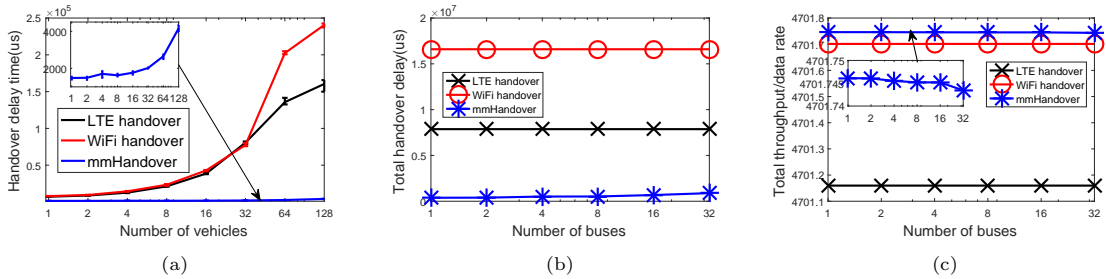 ×10^5
2.5
2
1.5
1
0.5
Handover delay time(us)
4000
2000
1 2 4 8 16 32 64 128
LTE handover
WiFi handover
mmHandover
1 2 4 8 16 32 64 128
Number of vehicles
(a)
×10^7
2
1.5
1
0.5
0
Total handover delay(us)
LTE handover
WiFi handover
mmHandover
1 2 4 8 16 32
Number of buses
(b)
4701.8
4701.7
4701.6
4701.5
4701.4
4701.3
4701.2
4701.1
Total throughput/data rate
4701.75
4701.745
4701.74
1 2 4 8 16 32
LTE handover
WiFi handover
mmHandover
1 2 4 8 16 32
Number of buses
(c)